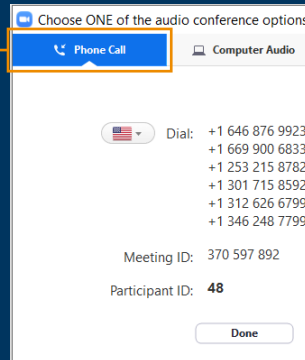 Choose ONE of the audio conference options
Phone Call
Computer Audio
Dial: +1 646 876 9923
+1 669 900 6833
+1 253 215 8782
+1 301 715 8592
+1 312 626 6799
+1 346 248 7799
Meeting ID: 370 597 892
Participant ID: 48
Done